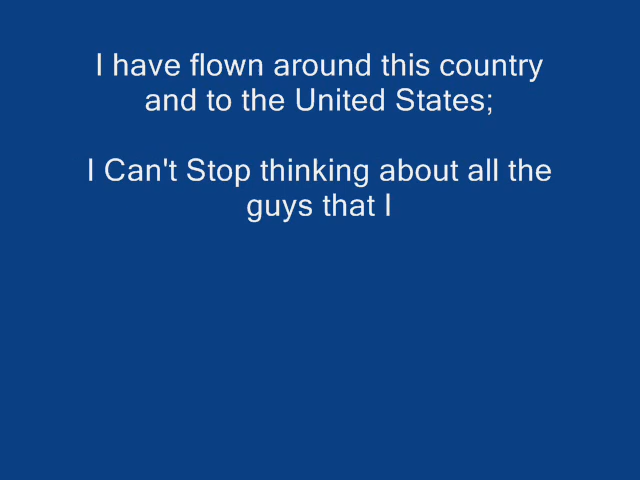 I have flown around this country
and to the United States;
I Can't Stop thinking about all the
guys that I